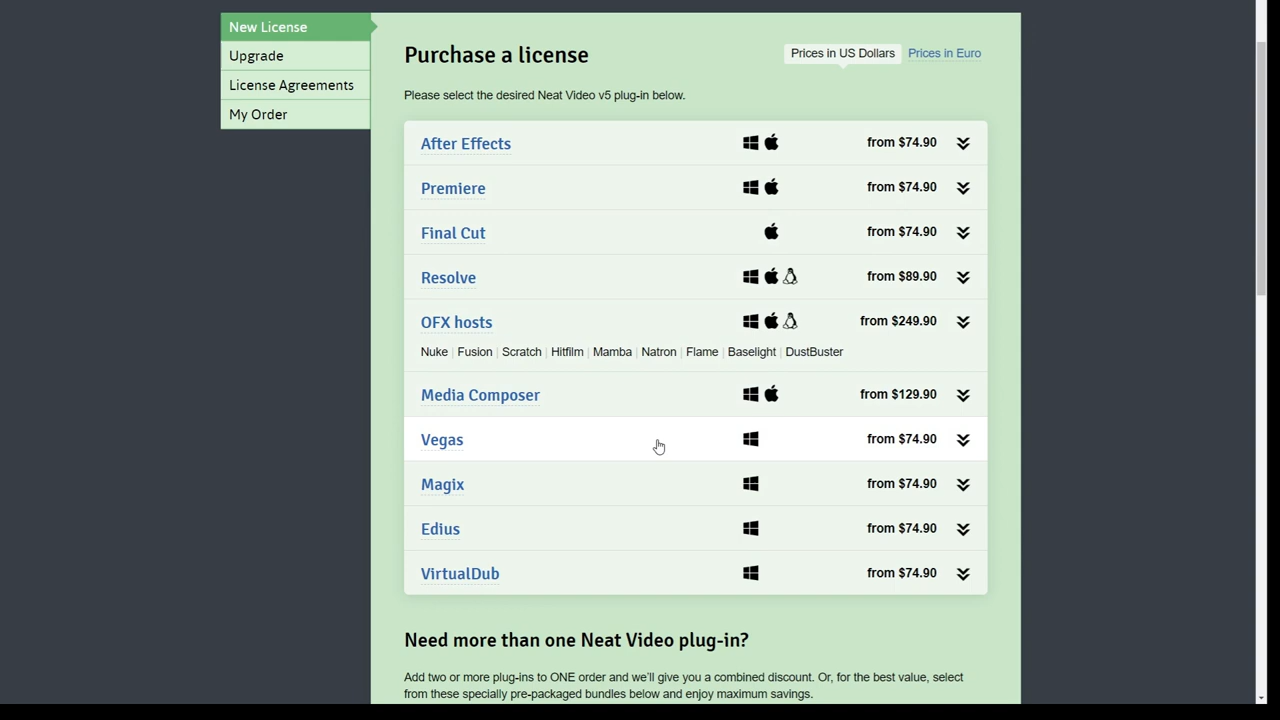 New License
Upgrade
License Agreements
My Order
Purchase a license
Prices in US Dollars Prices in Euro
Please select the desired Neat Video v5 plug-in below.
After Effects from $74.90
Premiere from $74.90
Final Cut from $74.90
Resolve from $89.90
OFX hosts from $249.90
Nuke | Fusion | Scratch | Hitfilm | Mamba | Natron | Flame | Baselight | DustBuster
Media Composer from $129.90
Vegas from $74.90
Magix from $74.90
Edius from $74.90
VirtualDub from $74.90
Need more than one Neat Video plug-in?
Add two or more plug-ins to ONE order and we'll give you a combined discount. Or, for the best value, select
from these specially pre-packaged bundles below and enjoy maximum savings.